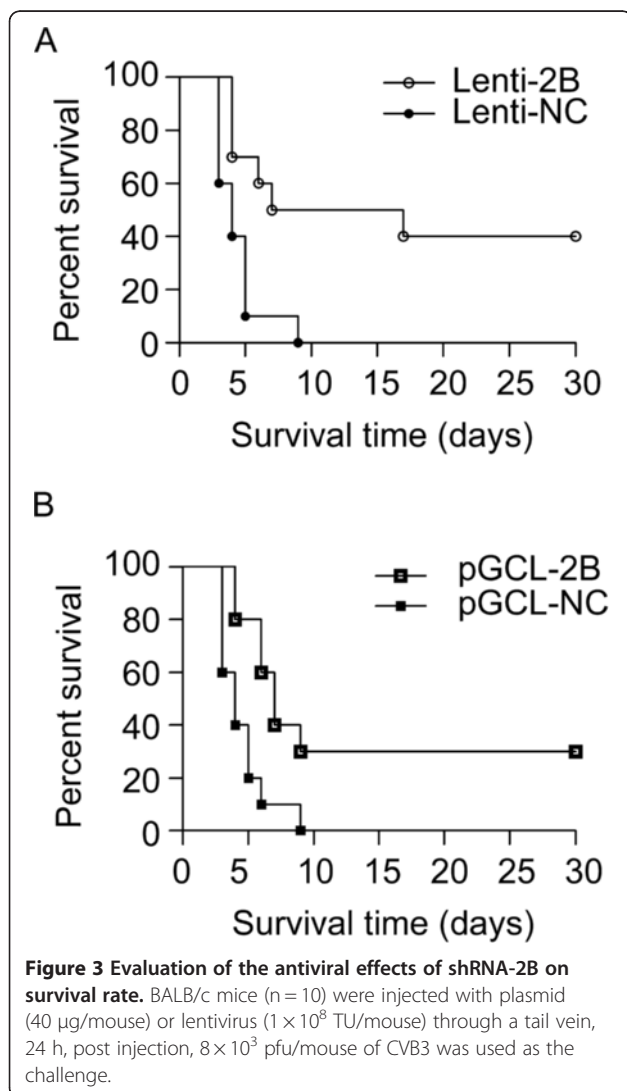 A
100
80
60
40
20
0
Percent survival
Lenti-2B
Lenti-NC
0 5 10 15 20 25 30
Survival time (days)
B
100
80
60
40
20
0
Percent survival
pGCL-2B
pGCL-NC
0 5 10 15 20 25 30
Survival time (days)
Figure 3 Evaluation of the antiviral effects of shRNA-2B on
survival rate. BALB/c mice (n = 10) were injected with plasmid
(40 μg/mouse) or lentivirus (1 × 10⁸ TU/mouse) through a tail vein,
24 h, post injection, 8 × 10³ pfu/mouse of CVB3 was used as the
challenge.